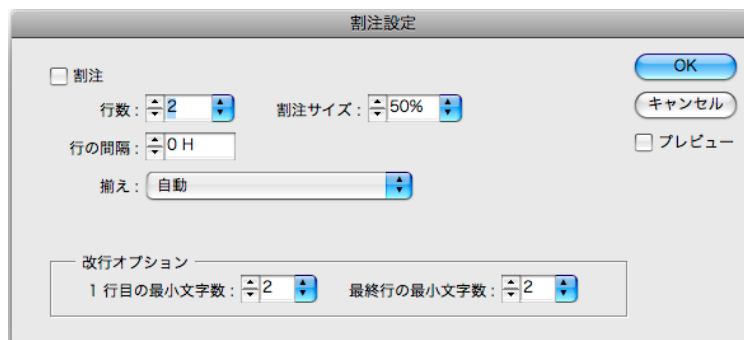 割注設定
割注
OK
行数 : 2 割注サイズ : 50%
キャンセル
行の間隔 : 0 H
プレビュー
揃え : 自動
改行オプション
1 行目の最小文字数 : 2 最終行の最小文字数 : 2